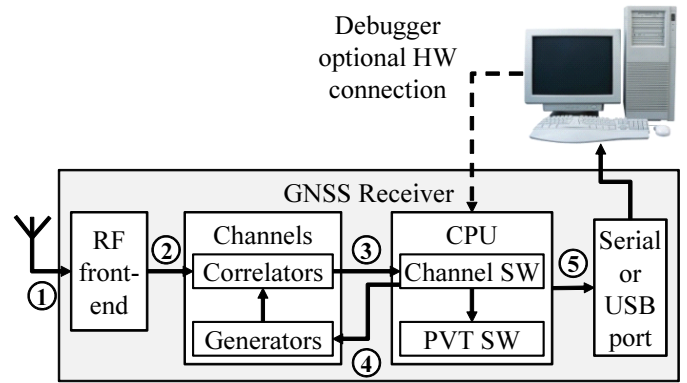 Debugger
optional HW
connection
GNSS Receiver
RF
front-
end
Channels
Correlators
Generators
CPU
Channel SW
PVT SW
Serial
or
USB
port
1
2
3
4
5